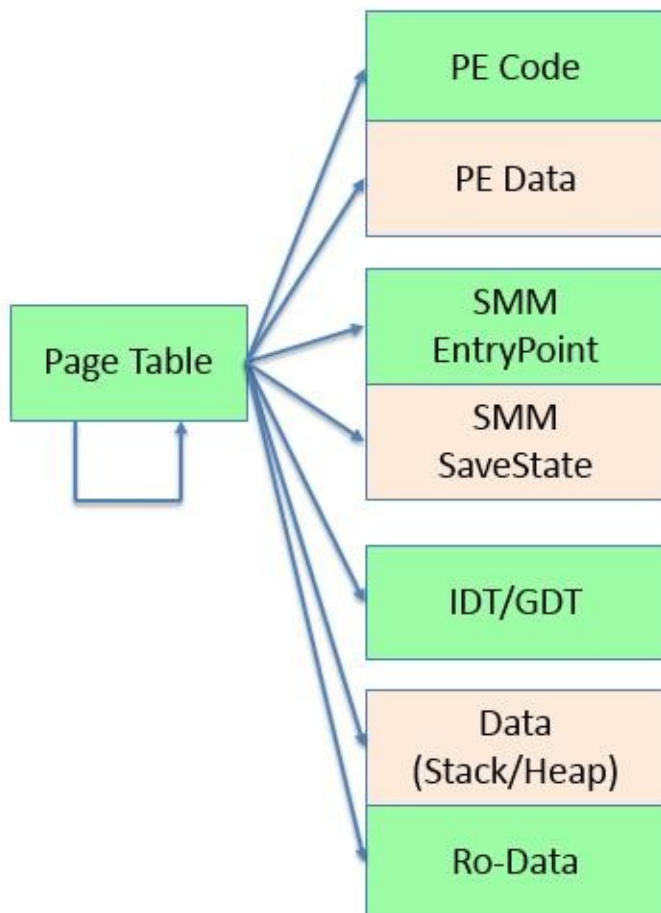 PE Code
PE Data
Page Table
SMM
EntryPoint
SMM
SaveState
IDT/GDT
Data
(Stack/Heap)
Ro-Data